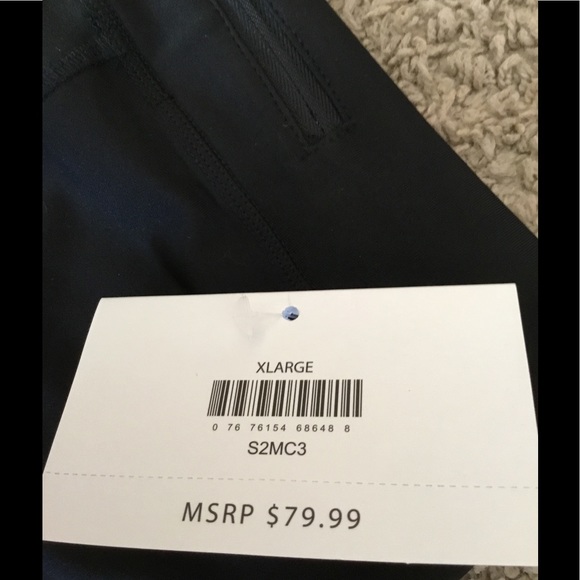 XLARGE
0 76 76154 68648 8
S2MC3
MSRP $79.99